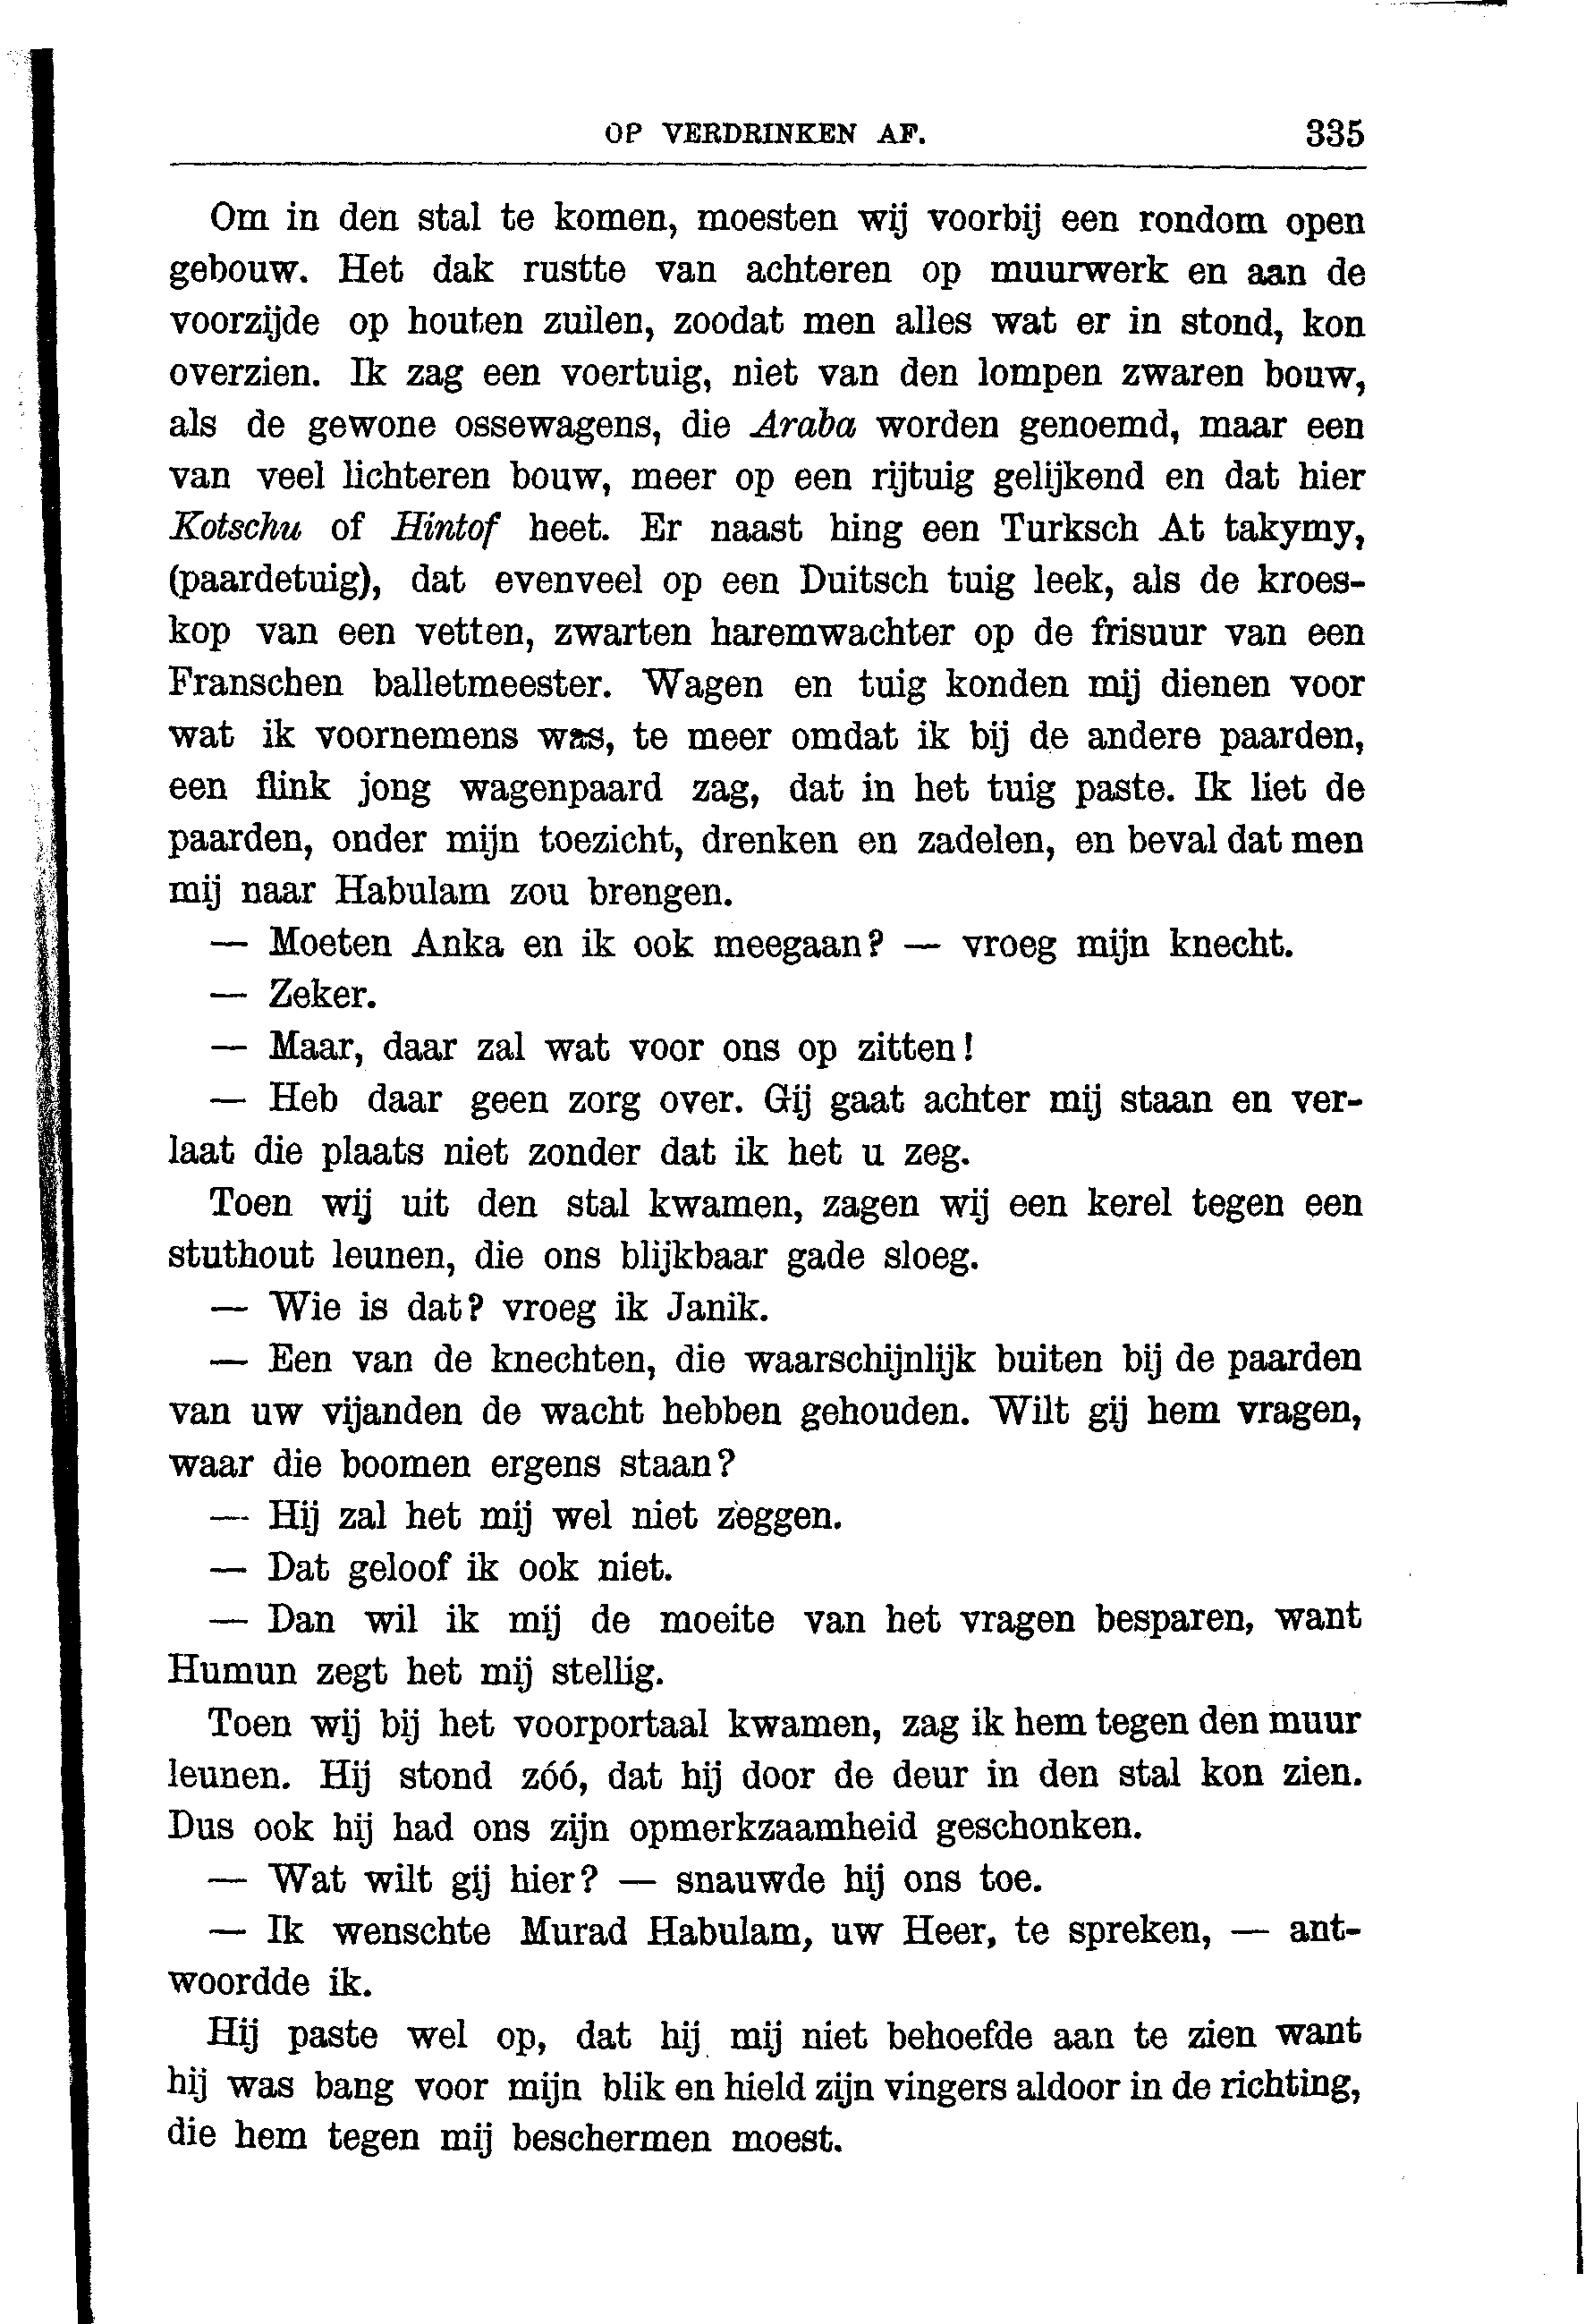 OP VERDRINKEN AF. 335
Om in den stal te komen, moesten wij voorbij een rondom open
gebouw. Het dak rustte van achteren op muurwerk en aan de
voorzijde op houten zuilen, zoodat men alles wat er in stond, kon
overzien. Ik zag een voertuig, niet van den lompen zwaren bouw,
als de gewone ossewagens, die Araba worden genoemd, maar een
van veel lichteren bouw, meer op een rijtuig gelijkend en dat hier
Kotschu of Hintof heet. Er naast hing een Turksch At takymy,
(paardetuig), dat evenveel op een Duitsch tuig leek, als de kroes-
kop van een vetten, zwarten haremwachter op de frisuur van een
Franschen balletmeester. Wagen en tuig konden mij dienen voor
wat ik voornemens was, te meer omdat ik bij de andere paarden,
een flink jong wagenpaard zag, dat in het tuig paste. Ik liet de
paarden, onder mijn toezicht, drenken en zadelen, en beval dat men
mij naar Habulam zou brengen.
— Moeten Anka en ik ook meegaan? — vroeg mijn knecht.
— Zeker.
— Maar, daar zal wat voor ons op zitten!
— Heb daar geen zorg over. Gij gaat achter mij staan en ver-
laat die plaats niet zonder dat ik het u zeg.
Toen wij uit den stal kwamen, zagen wij een kerel tegen een
stuthout leunen, die ons blijkbaar gade sloeg.
— Wie is dat? vroeg ik Janik.
— Een van de knechten, die waarschijnlijk buiten bij de paarden
van uw vijanden de wacht hebben gehouden. Wilt gij hem vragen,
waar die boomen ergens staan?
— Hij zal het mij wel niet zeggen.
— Dat geloof ik ook niet.
— Dan wil ik mij de moeite van het vragen besparen, want
Humun zegt het mij stellig.
Toen wij bij het voorportaal kwamen, zag ik hem tegen den muur
leunen. Hij stond zóó, dat hij door de deur in den stal kon zien.
Dus ook hij had ons zijn opmerkzaamheid geschonken.
— Wat wilt gij hier? — snauwde hij ons toe.
— Ik wenschte Murad Habulam, uw Heer, te spreken, — ant-
woordde ik.
Hij paste wel op, dat hij mij niet behoefde aan te zien want
hij was bang voor mijn blik en hield zijn vingers aldoor in de richting,
die hem tegen mij beschermen moest.